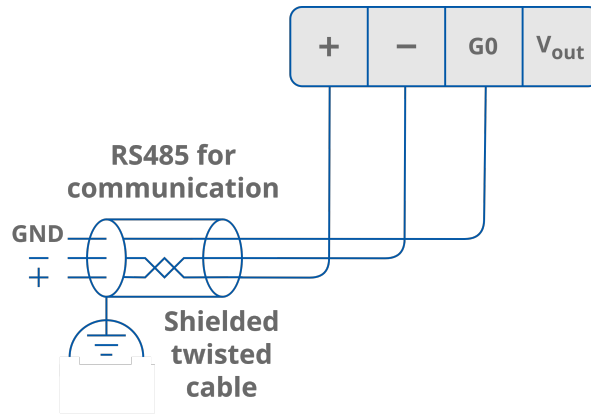 + − G0 Vout
RS485 for
communication
GND
−
+
Shielded
twisted
cable